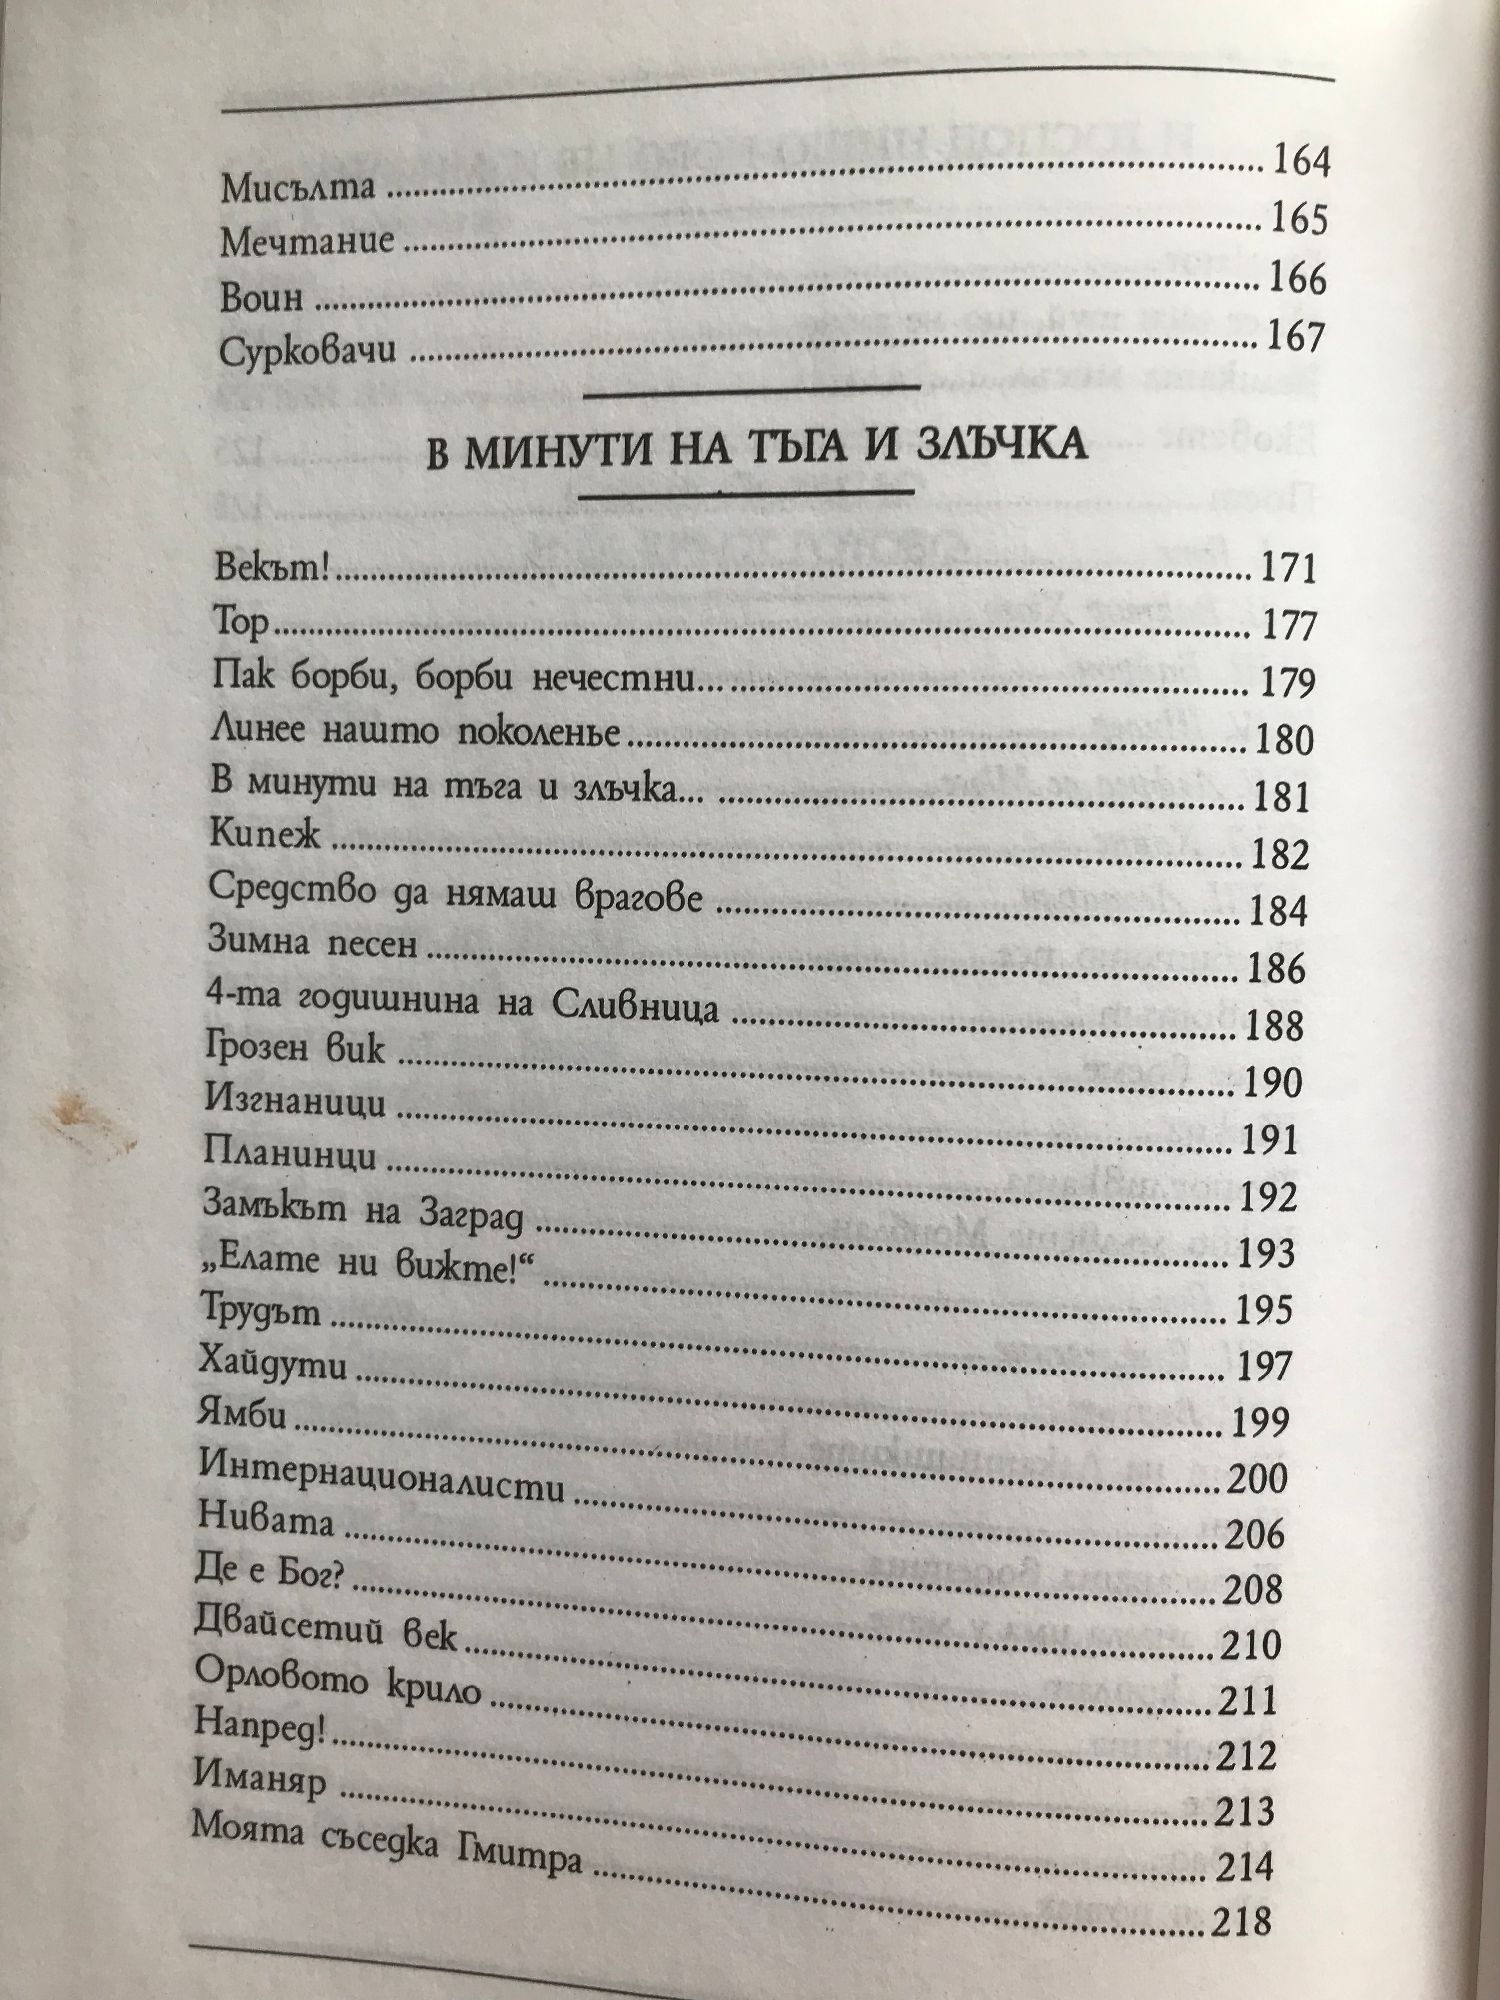 Мисълта ........ 164
Мечтание ........ 165
Воин ........ 166
Сурковачи ........ 167
В МИНУТИ НА ТЪГА И ЗЛЪЧКА
Векът! ........ 171
Тор ........ 177
Пак борби, борби нечестни... ........ 179
Линее нашто поколенье ........ 180
В минути на тъга и злъчка... ........ 181
Кипеж ........ 182
Средство да нямаш врагове ........ 184
Зимна песен ........ 186
4-та годишнина на Сливница ........ 188
Грозен вик ........ 190
Изгнаници ........ 191
Планинци ........ 192
Замъкът на Заград ........ 193
„Елате ни вижте!“ ........ 195
Трудът ........ 197
Хайдути ........ 199
Ямби ........ 200
Интернационалисти ........ 206
Нивата ........ 208
Де е Бог? ........ 210
Двайсетий век ........ 211
Орловото крило ........ 212
Напред! ........ 213
Иманяр ........ 214
Моята съседка Гмитра ........ 218